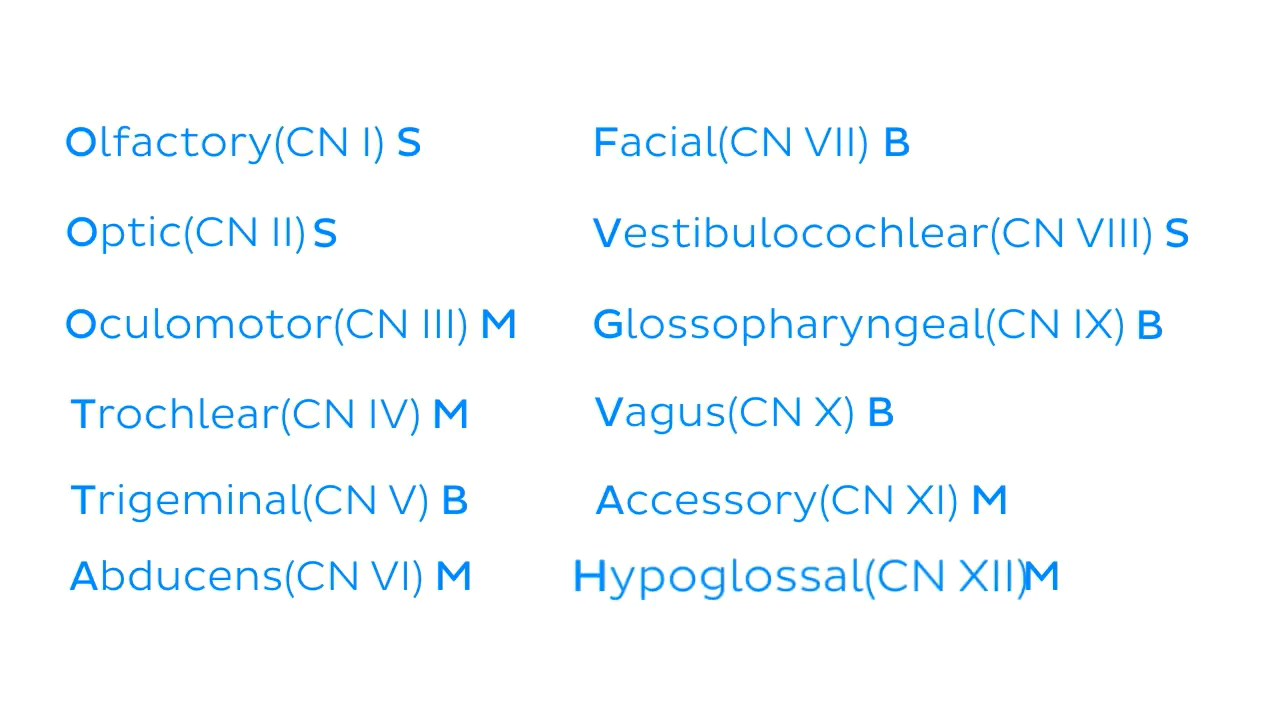 Olfactory(CN I) S
Optic(CN II) S
Oculomotor(CN III) M
Trochlear(CN IV) M
Trigeminal(CN V) B
Abducens(CN VI) M
Facial(CN VII) B
Vestibulocochlear(CN VIII) S
Glossopharyngeal(CN IX) B
Vagus(CN X) B
Accessory(CN XI) M
Hypoglossal(CN XII)M